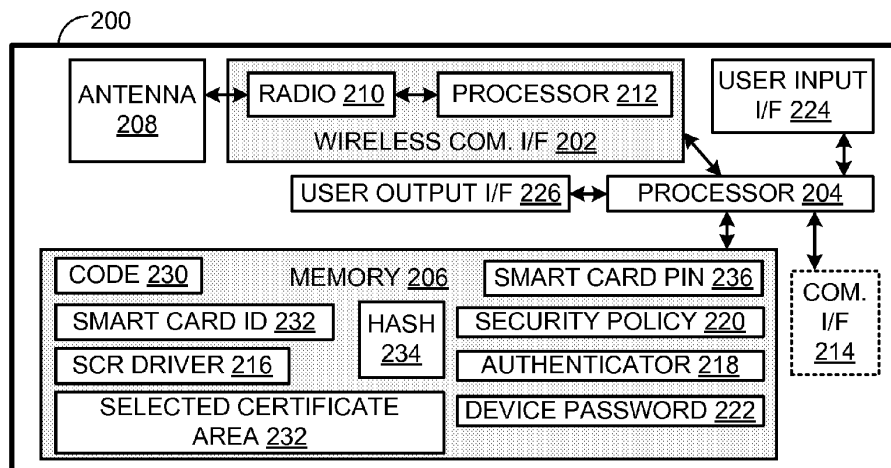 200
ANTENNA
208
RADIO 210
PROCESSOR 212
WIRELESS COM. I/F 202
USER INPUT
I/F 224
USER OUTPUT I/F 226
PROCESSOR 204
CODE 230
MEMORY 206
SMART CARD PIN 236
SMART CARD ID 232
HASH
234
SECURITY POLICY 220
SCR DRIVER 216
AUTHENTICATOR 218
SELECTED CERTIFICATE
AREA 232
DEVICE PASSWORD 222
COM.
I/F
214